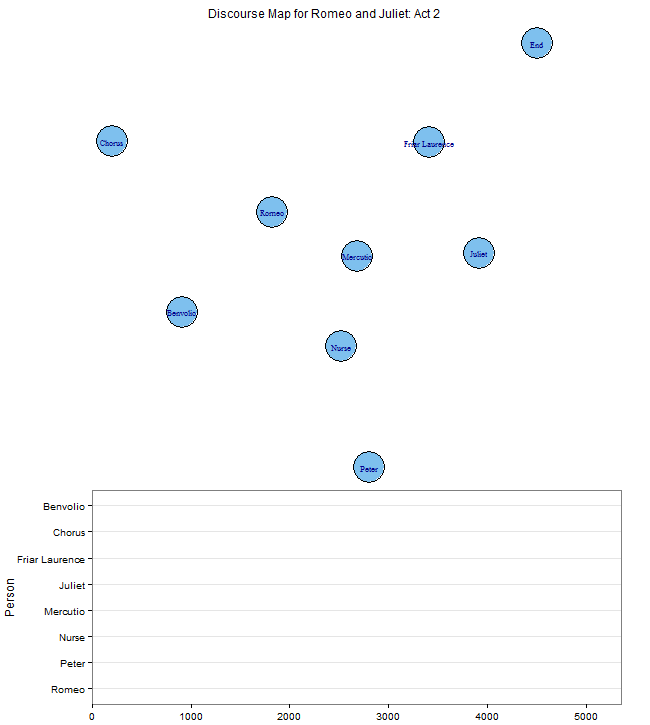 Discourse Map for Romeo and Juliet: Act 2
End
Chorus
Friar Laurence
Romeo
Mercutio
Juliet
Benvolio
Nurse
Peter
Benvolio
Chorus
Friar Laurence
Juliet
Mercutio
Nurse
Peter
Romeo
Person
0 1000 2000 3000 4000 5000